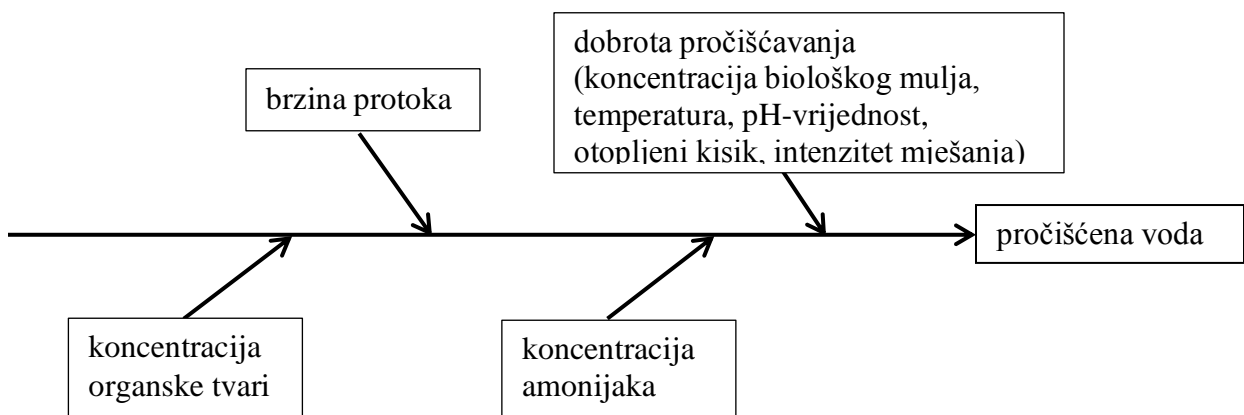 dobrota pročišćavanja
(koncentracija biološkog mulja,
temperatura, pH-vrijednost,
otopljeni kisik, intenzitet mješanja)
brzina protoka
pročišćena voda
koncentracija
organske tvari
koncentracija
amonijaka